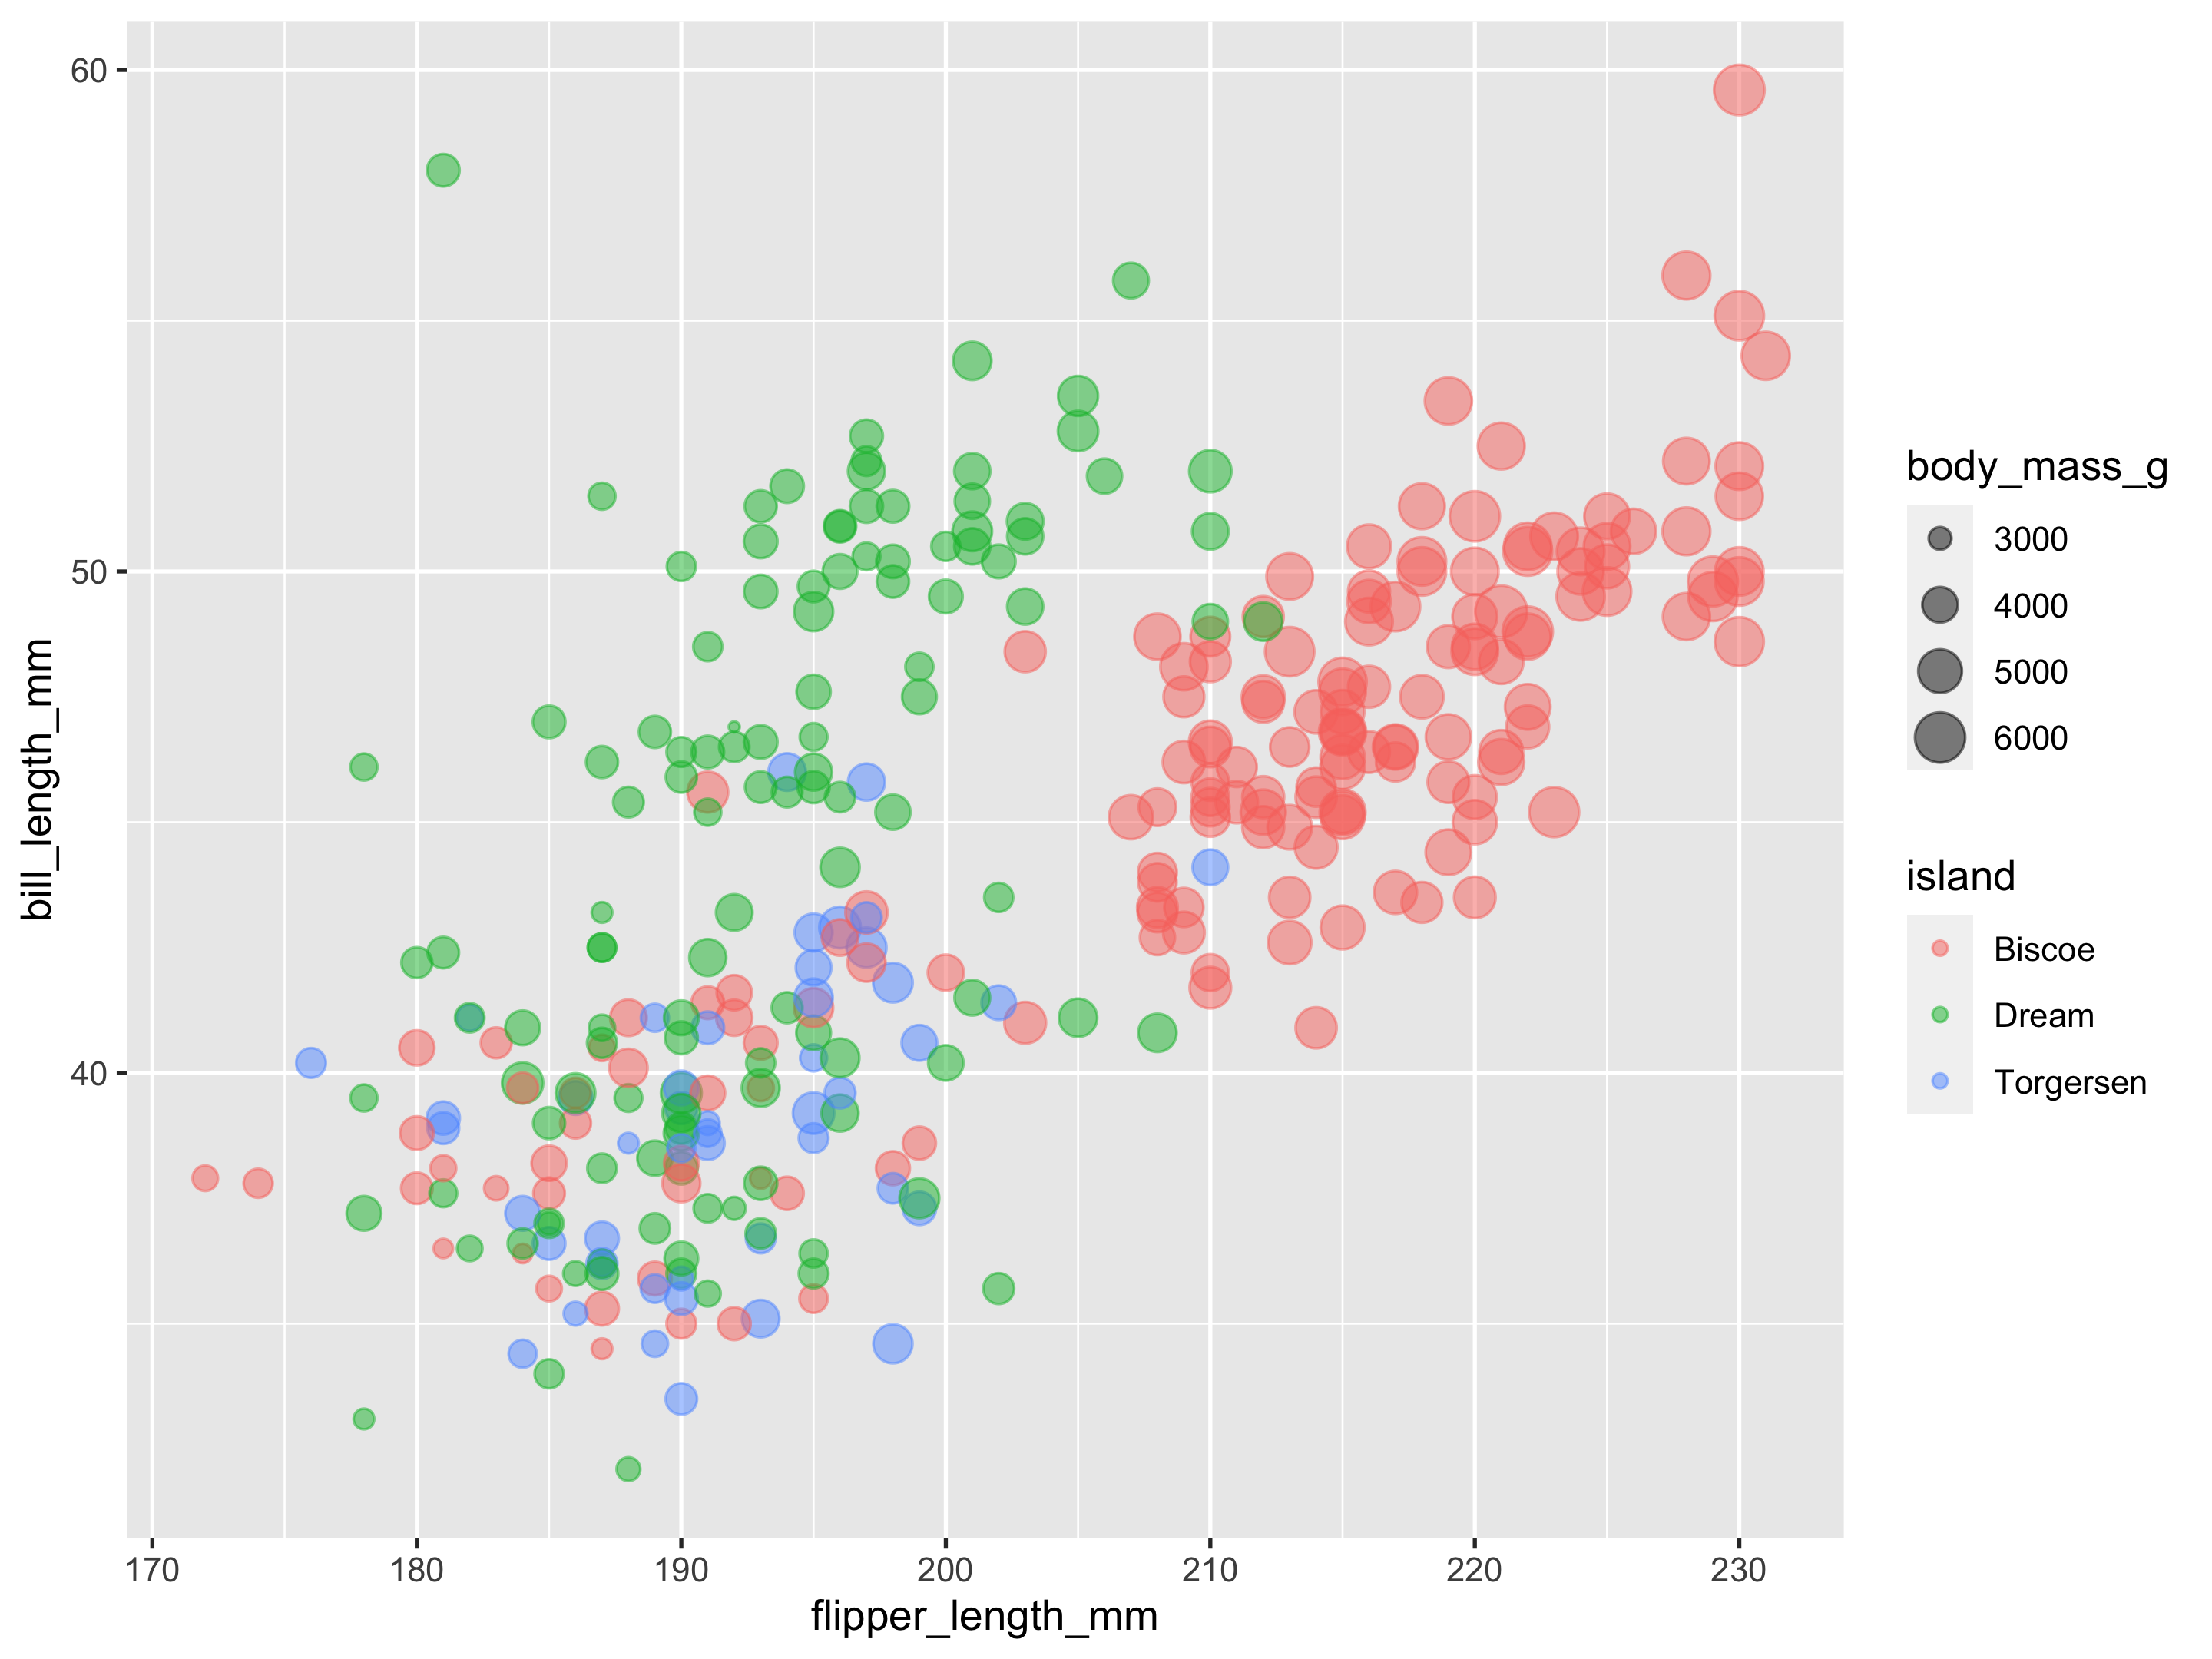 60
50
40
bill_length_mm
170 180 190 200 210 220 230
flipper_length_mm
body_mass_g
3000
4000
5000
6000
island
Biscoe
Dream
Torgersen